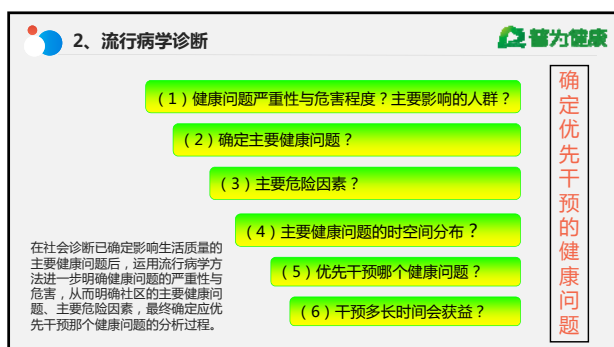 2、流行病学诊断
普为健康
（1）健康问题严重性与危害程度？主要影响的人群？
（2）确定主要健康问题？
（3）主要危险因素？
（4）主要健康问题的时空间分布？
（5）优先干预哪个健康问题？
（6）干预多长时间会获益？
在社会诊断已确定影响生活质量的
主要健康问题后，运用流行病学方
法进一步明确健康问题的严重性与
危害，从而明确社区的主要健康问
题、主要危险因素，最终确定应优
先干预那个健康问题的分析过程。
确定优先干预的健康问题